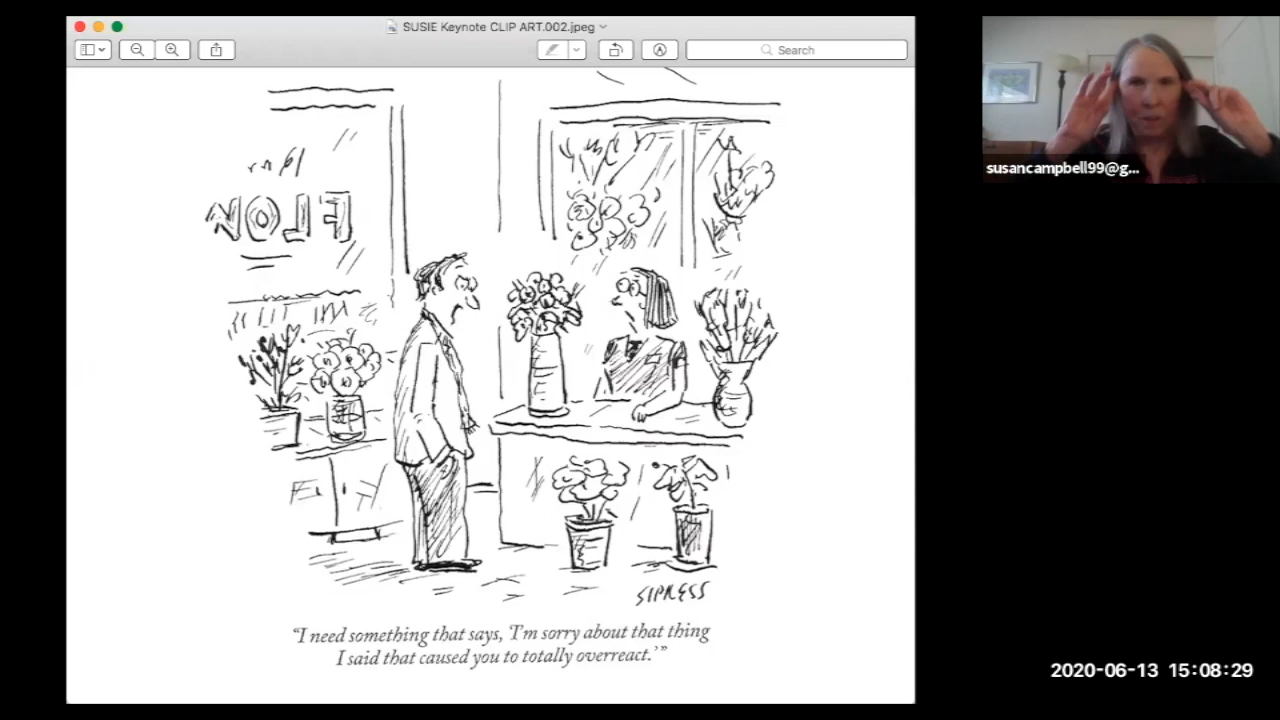 SUSIE Keynote CLIP ART.002.jpeg
Search
susancampbell99@g...
FLOW
SIPRESS
“I need something that says, ‘I’m sorry about that thing
I said that caused you to totally overreact.’”
2020-06-13 15:08:29